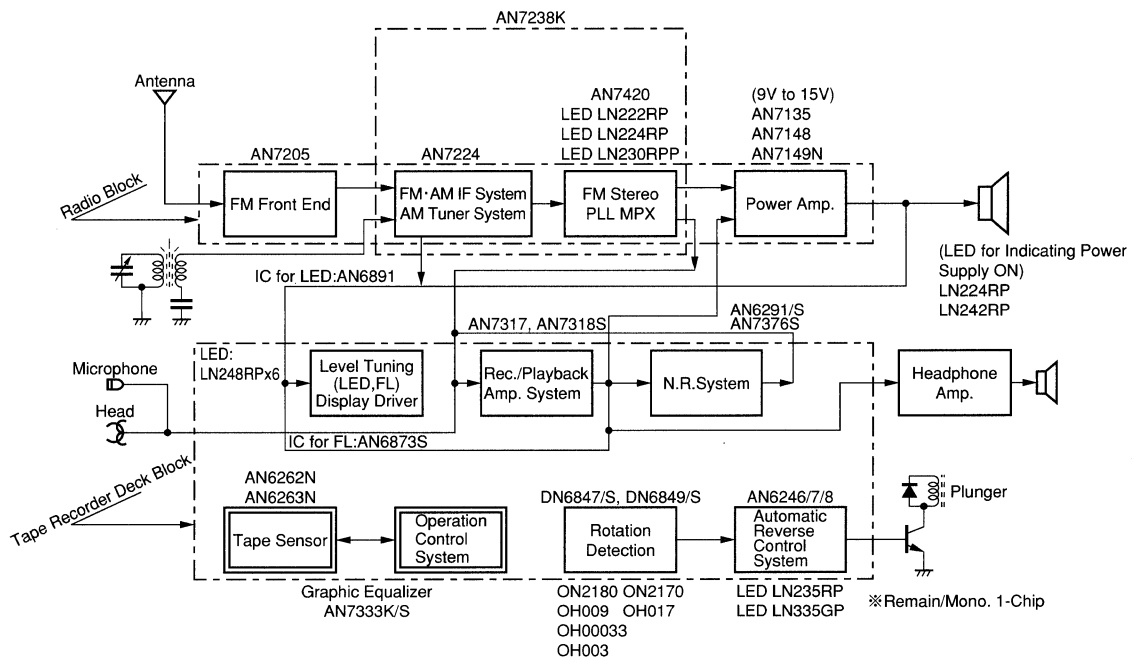 AN7238K
Antenna
AN7420
LED LN222RP
LED LN224RP
LED LN230RPP
(9V to 15V)
AN7135
AN7148
AN7149N
AN7205
AN7224
Radio Block
FM Front End
FM·AM IF System
AM Tuner System
FM Stereo
PLL MPX
Power Amp.
(LED for Indicating Power
Supply ON)
LN224RP
LN242RP
IC for LED:AN6891
AN7317, AN7318S
AN6291/S
AN7376S
LED:
LN248RPx6
Microphone
Head
Level Tuning
(LED,FL)
Display Driver
Rec./Playback
Amp. System
N.R.System
Headphone
Amp.
IC for FL:AN6873S
Tape Recorder Deck Block
AN6262N
AN6263N
DN6847/S, DN6849/S
AN6246/7/8
Plunger
Tape Sensor
Operation
Control
System
Rotation
Detection
Automatic
Reverse
Control
System
Graphic Equalizer
AN7333K/S
ON2180 ON2170
OH009 OH017
OH00033
OH003
LED LN235RP
LED LN335GP
※Remain/Mono. 1-Chip